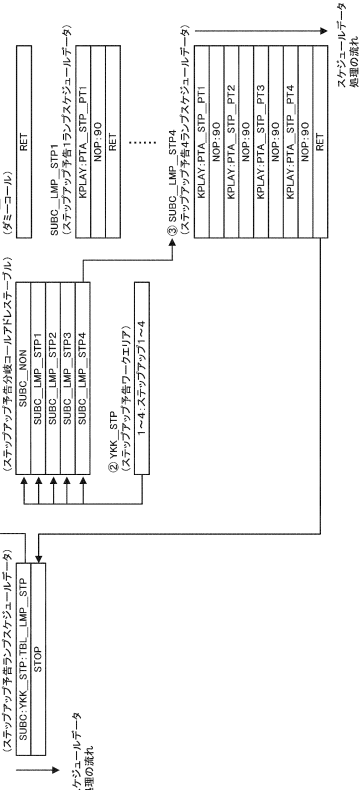 (ステップアップ予告ランプスケジュールデータ)
SUBC:YKK_STP:TBL_LMP_STP
STOP
ケジュールデータ
処理の流れ
(ステップアップ予告分岐コールアドレステーブル)
SUBC_NON
SUBC_LMP_STP1
SUBC_LMP_STP2
SUBC_LMP_STP3
SUBC_LMP_STP4
② YKK_STP
(ステップアップ予告ワークエリア)
1~4:ステップアップ1~4
(ダミーコール)
RET
SUBC_LMP_STP1
(ステップアップ予告1ランプスケジュールデータ)
KPLAY:PTA_STP_PT1
NOP:90
RET
……
③ SUBC_LMP_STP4
(ステップアップ予告4ランプスケジュールデータ)
KPLAY:PTA_STP_PT1
NOP:90
KPLAY:PTA_STP_PT2
NOP:90
KPLAY:PTA_STP_PT3
NOP:90
KPLAY:PTA_STP_PT4
NOP:90
RET
スケジュールデータ
処理の流れ